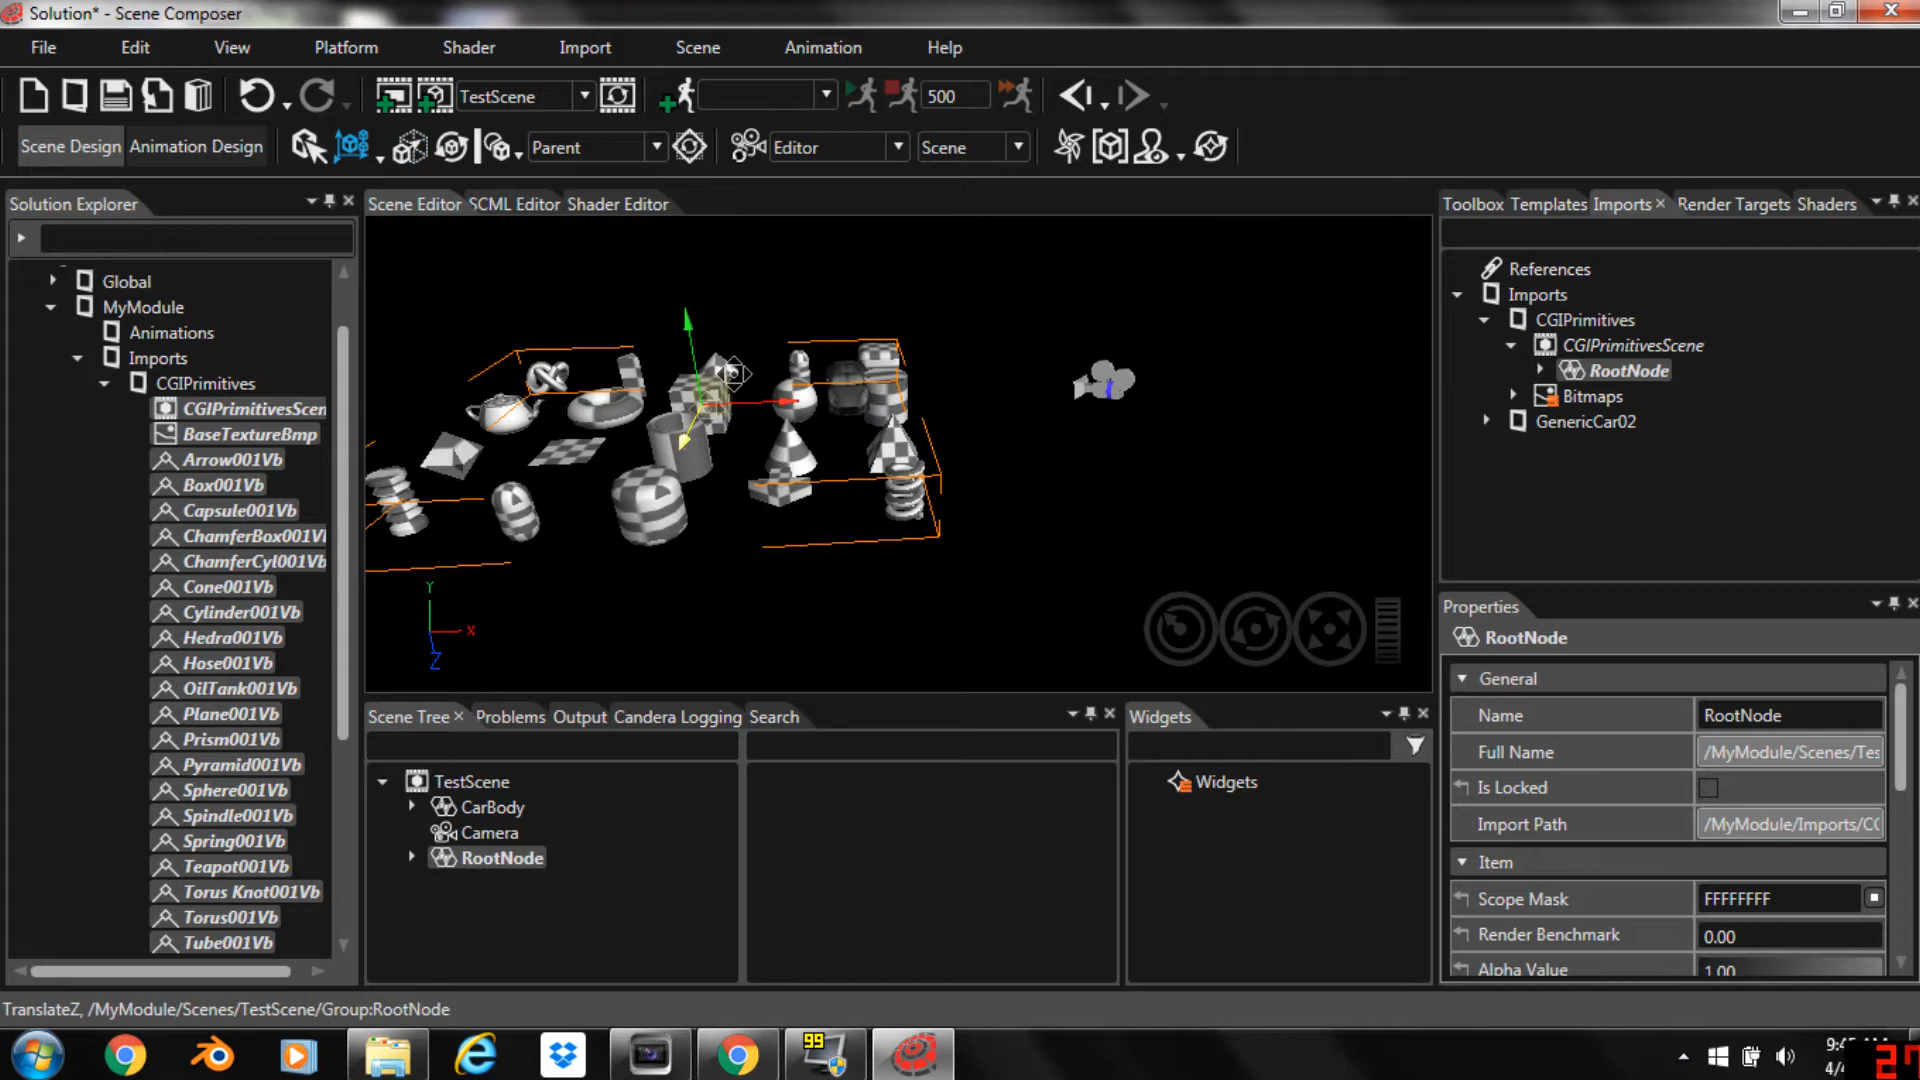 Solution* - Scene Composer
File Edit View Platform Shader Import Scene Animation Help
TestScene 500
Scene Design Animation Design Parent Editor Scene
Solution Explorer
Global
MyModule
Animations
Imports
CGIPrimitives
CGIPrimitivesScen
BaseTextureBmp
Arrow001Vb
Box001Vb
Capsule001Vb
ChamferBox001Vb
ChamferCyl001Vb
Cone001Vb
Cylinder001Vb
Hedra001Vb
Hose001Vb
OilTank001Vb
Plane001Vb
Prism001Vb
Pyramid001Vb
Sphere001Vb
Spindle001Vb
Spring001Vb
Teapot001Vb
Torus Knot001Vb
Torus001Vb
Tube001Vb
Scene Editor SCML Editor Shader Editor
Y
X
Z
Scene Tree Problems Output Candera Logging Search
TestScene
CarBody
Camera
RootNode
Widgets
Widgets
Toolbox Templates Imports Render Targets Shaders
References
Imports
CGIPrimitives
CGIPrimitivesScene
RootNode
Bitmaps
GenericCar02
Properties
RootNode
General
Name RootNode
Full Name /MyModule/Scenes/Tes
Is Locked
Import Path /MyModule/Imports/CG
Item
Scope Mask FFFFFFFF
Render Benchmark 0.00
Alpha Value 1.00
TranslateZ, /MyModule/Scenes/TestScene/Group:RootNode
99